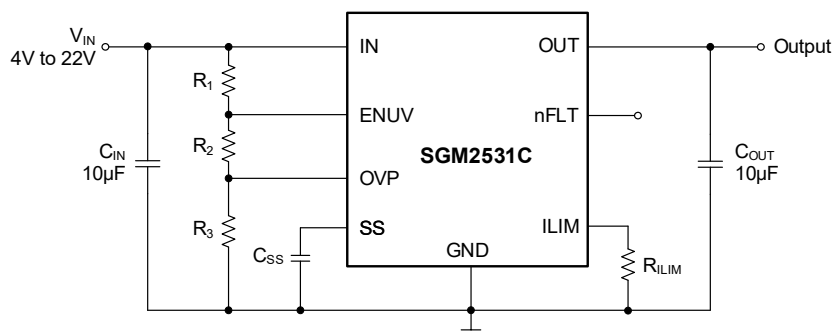 VIN
4V to 22V
IN
OUT
Output
R1
ENUV
nFLT
CIN
10µF
R2
SGM2531C
COUT
10µF
OVP
R3
SS
ILIM
CSS
GND
RILIM